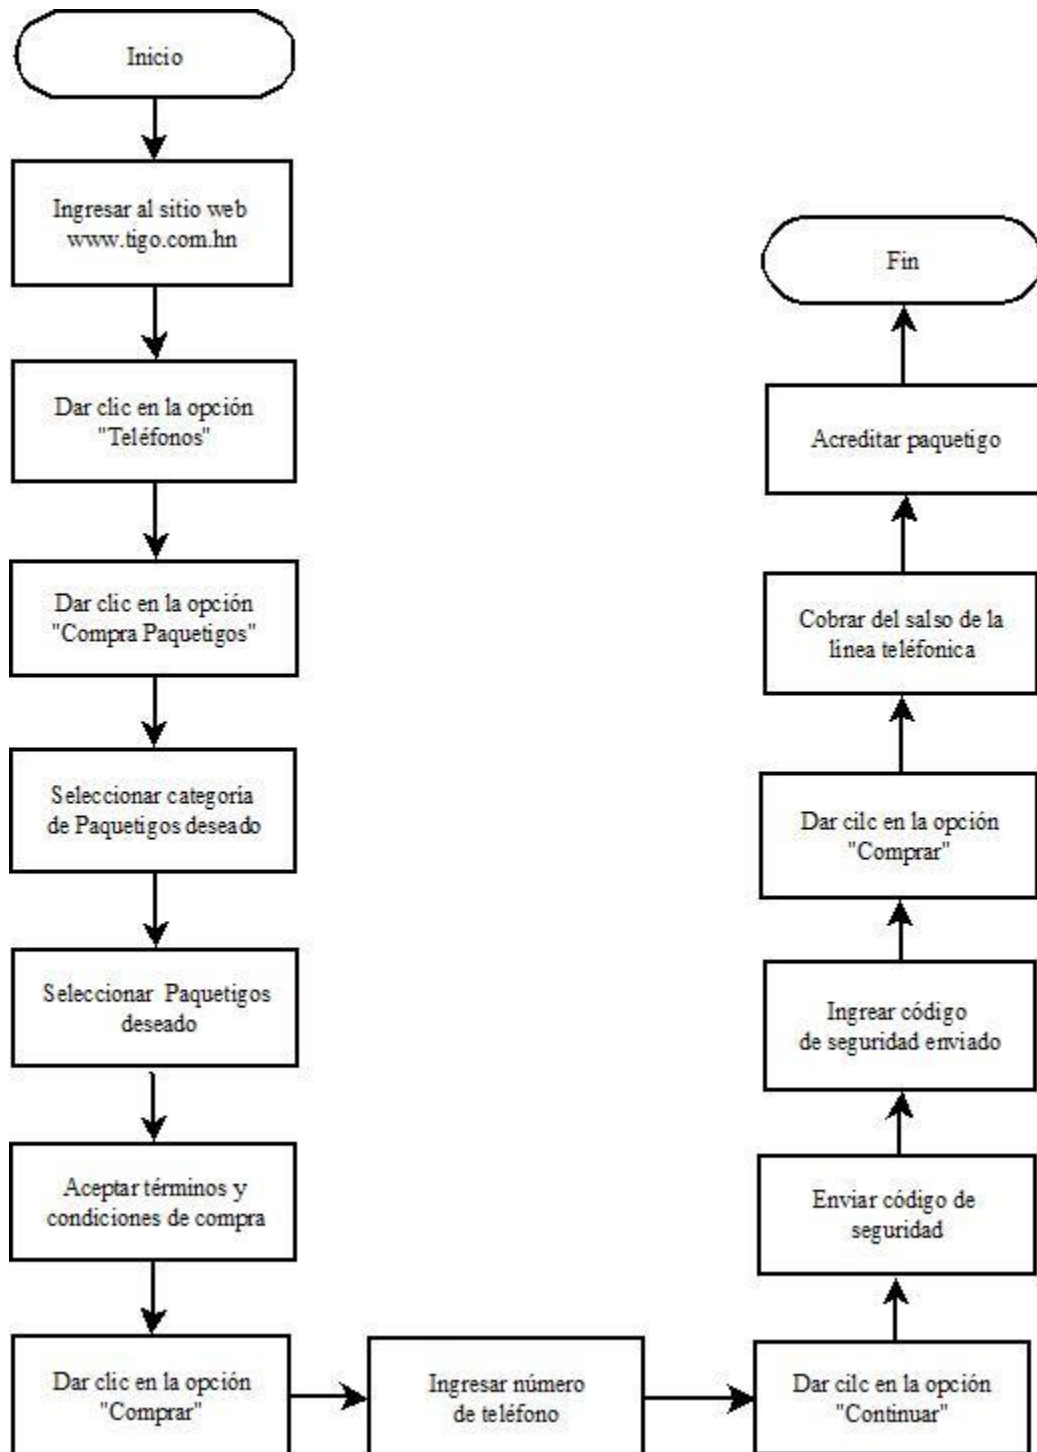 Inicio
Ingresar al sitio web
www.tigo.com.hn
Dar clic en la opción
"Teléfonos"
Dar clic en la opción
"Compra Paquetigos"
Seleccionar categoría
de Paquetigos deseado
Seleccionar Paquetigos
deseado
Aceptar términos y
condiciones de compra
Dar clic en la opción
"Comprar"
Ingresar número
de teléfono
Dar cilc en la opción
"Continuar"
Enviar código de
seguridad
Ingrear código
de seguridad enviado
Dar cilc en la opción
"Comprar"
Cobrar del salso de la
línea teléfonica
Acreditar paquetigo
Fin